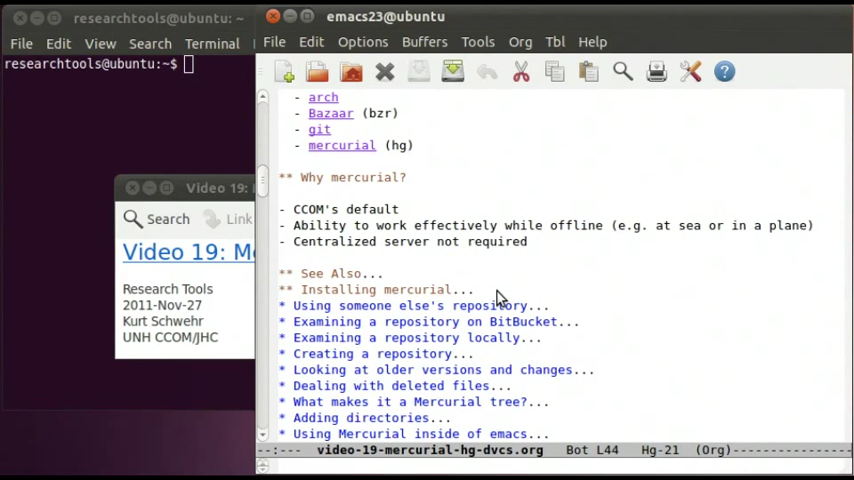 researchtools@ubuntu: ~
File Edit View Search Terminal
researchtools@ubuntu:~$
Video 19:
Search Link
Video 19: M
Research Tools
2011-Nov-27
Kurt Schwehr
UNH CCOM/JHC
emacs23@ubuntu
File Edit Options Buffers Tools Org Tbl Help
- arch
- Bazaar (bzr)
- git
- mercurial (hg)
** Why mercurial?
- CCOM's default
- Ability to work effectively while offline (e.g. at sea or in a plane)
- Centralized server not required
** See Also...
** Installing mercurial...
* Using someone else's repository...
* Examining a repository on BitBucket...
* Examining a repository locally...
* Creating a repository...
* Looking at older versions and changes...
* Dealing with deleted files...
* What makes it a Mercurial tree?...
* Adding directories...
* Using Mercurial inside of emacs...
--:--- video-19-mercurial-hg-dvcs.org Bot L44 Hg-21 (Org)----------------